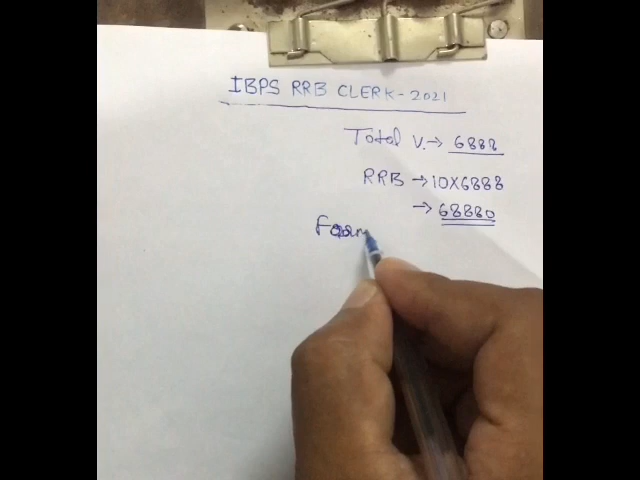 IBPS RRB CLERK-2021
Total V.→ 6888
RRB →10X6888
→ 68880